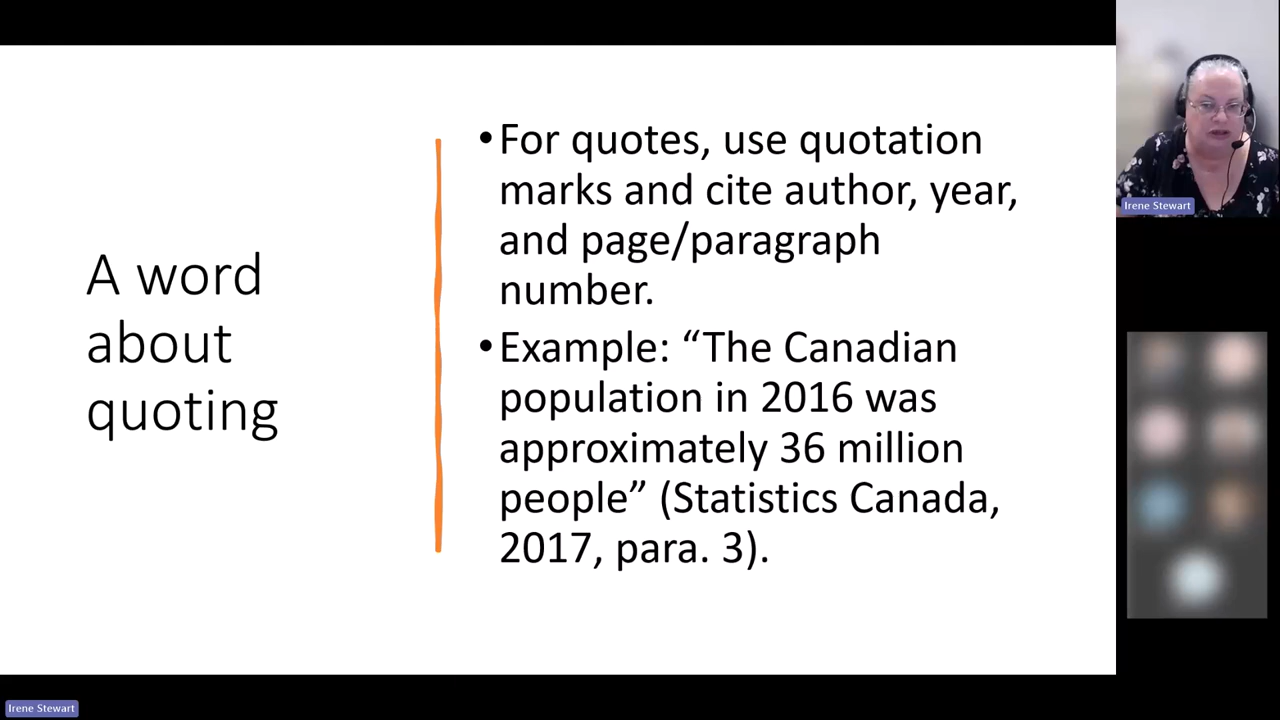 A word
about
quoting
•For quotes, use quotation
marks and cite author, year,
and page/paragraph
number.
•Example: “The Canadian
population in 2016 was
approximately 36 million
people” (Statistics Canada,
2017, para. 3).
Irene Stewart
Irene Stewart